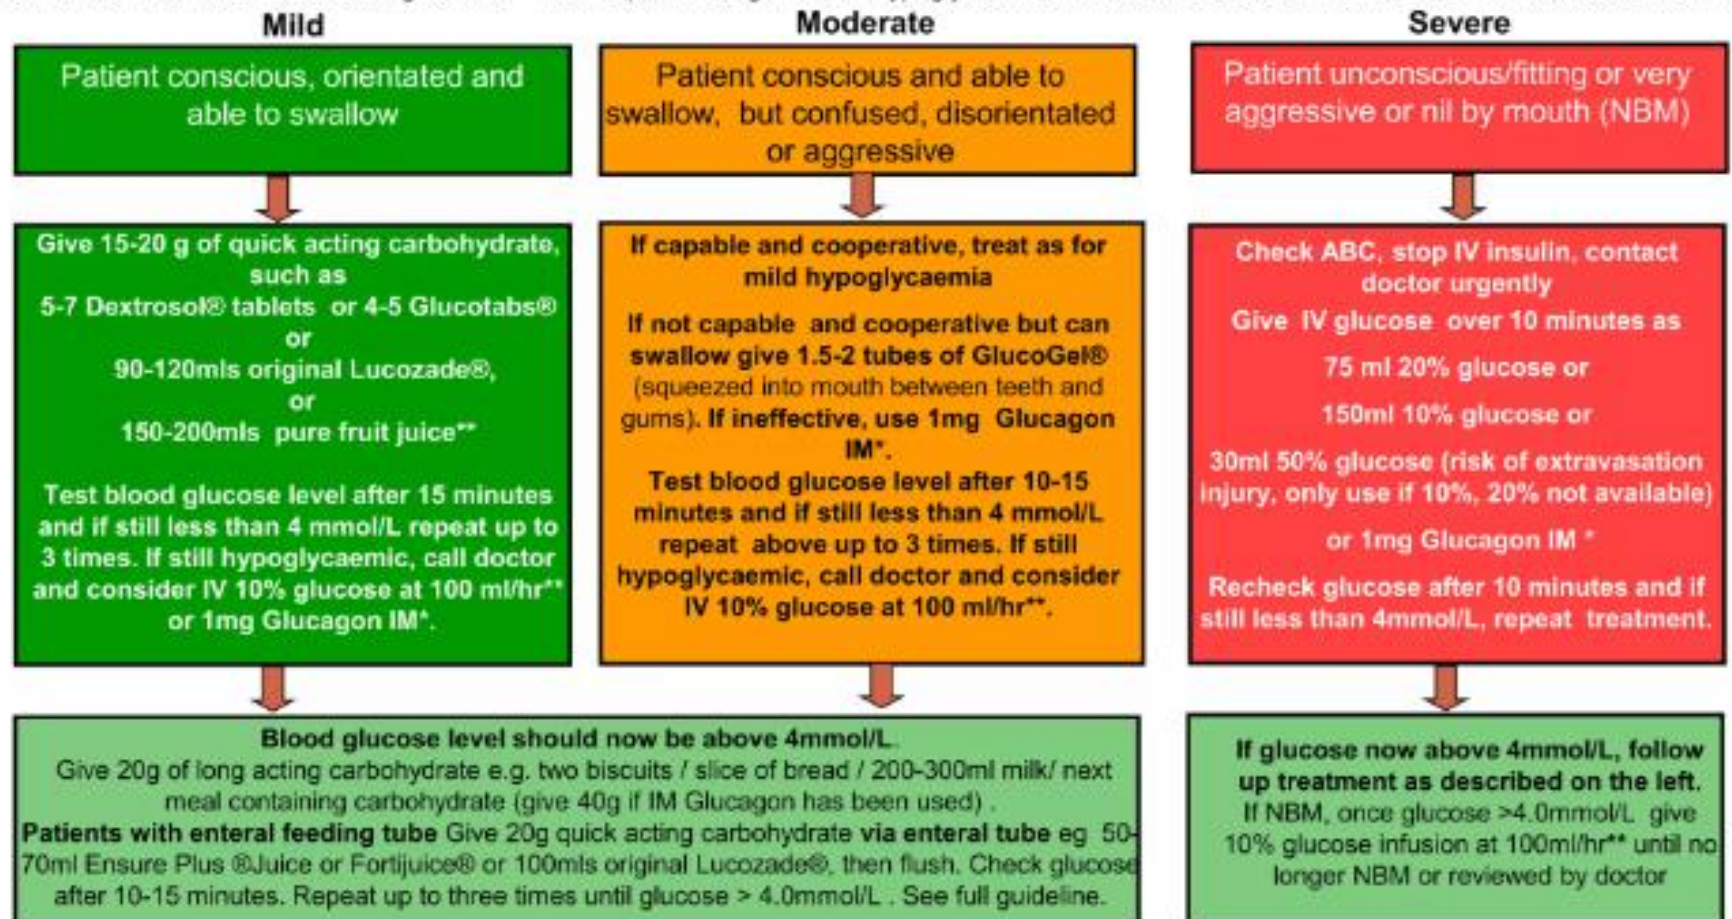 Mild
Patient conscious, orientated and
able to swallow
Give 15-20 g of quick acting carbohydrate,
such as
5-7 Dextrosol® tablets or 4-5 Glucotabs®
or
90-120mls original Lucozade®,
or
150-200mls pure fruit juice**
Test blood glucose level after 15 minutes
and if still less than 4 mmol/L repeat up to
3 times. If still hypoglycaemic, call doctor
and consider IV 10% glucose at 100 ml/hr**
or 1mg Glucagon IM*.
Moderate
Patient conscious and able to
swallow, but confused, disorientated
or aggressive
If capable and cooperative, treat as for
mild hypoglycaemia
If not capable and cooperative but can
swallow give 1.5-2 tubes of GlucoGel®
(squeezed into mouth between teeth and
gums). If ineffective, use 1mg Glucagon
IM*.
Test blood glucose level after 10-15
minutes and if still less than 4 mmol/L
repeat above up to 3 times. If still
hypoglycaemic, call doctor and consider
IV 10% glucose at 100 ml/hr**.
Severe
Patient unconscious/fitting or very
aggressive or nil by mouth (NBM)
Check ABC, stop IV insulin, contact
doctor urgently
Give IV glucose over 10 minutes as
75 ml 20% glucose or
150ml 10% glucose or
30ml 50% glucose (risk of extravasation
injury, only use if 10%, 20% not available)
or 1mg Glucagon IM *
Recheck glucose after 10 minutes and if
still less than 4mmol/L, repeat treatment.
Blood glucose level should now be above 4mmol/L.
Give 20g of long acting carbohydrate e.g. two biscuits / slice of bread / 200-300ml milk/ next
meal containing carbohydrate (give 40g if IM Glucagon has been used) .
Patients with enteral feeding tube Give 20g quick acting carbohydrate via enteral tube eg 50-
70ml Ensure Plus ®Juice or Fortijuice® or 100mls original Lucozade®, then flush. Check glucose
after 10-15 minutes. Repeat up to three times until glucose > 4.0mmol/L . See full guideline.
If glucose now above 4mmol/L, follow
up treatment as described on the left.
If NBM, once glucose >4.0mmol/L give
10% glucose infusion at 100ml/hr** until no
longer NBM or reviewed by doctor